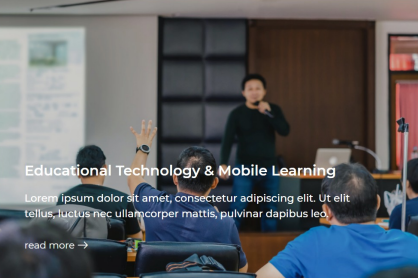 Educational Technology & Mobile Learning
Lorem ipsum dolor sit amet, consectetur adipiscing elit. Ut elit
tellus, luctus nec ullamcorper mattis, pulvinar dapibus leo.
read more →